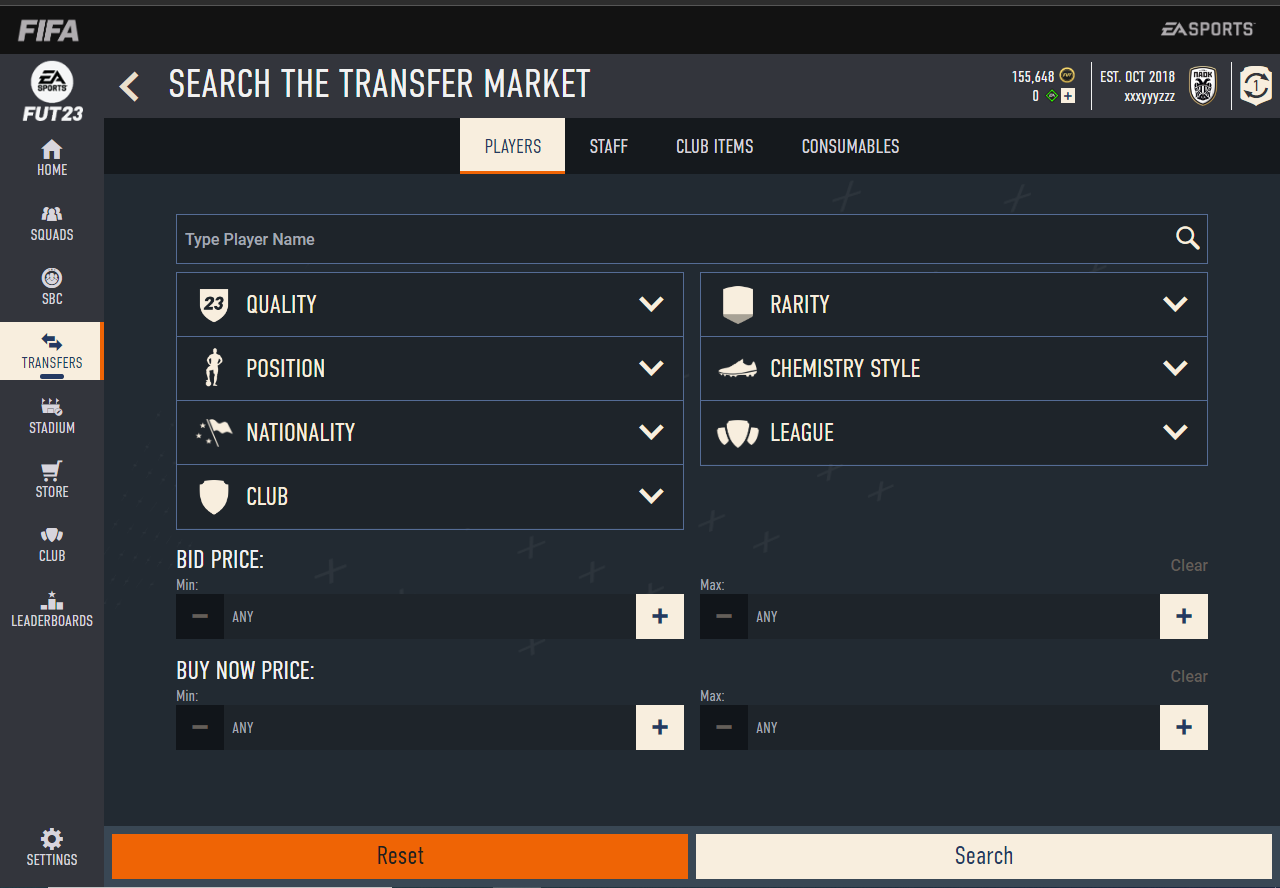 FIFA
EA SPORTS
EA SPORTS
FUT23
SEARCH THE TRANSFER MARKET
155,648
0
EST. OCT 2018
xxxyyyzzz
ΠΑΟΚ
1
HOME
SQUADS
SBC
TRANSFERS
STADIUM
STORE
CLUB
LEADERBOARDS
SETTINGS
PLAYERS
STAFF
CLUB ITEMS
CONSUMABLES
Type Player Name
23
QUALITY
RARITY
POSITION
CHEMISTRY STYLE
NATIONALITY
LEAGUE
CLUB
BID PRICE:
Clear
Min:
Max:
− ANY +
− ANY +
BUY NOW PRICE:
Clear
Min:
Max:
− ANY +
− ANY +
Reset
Search